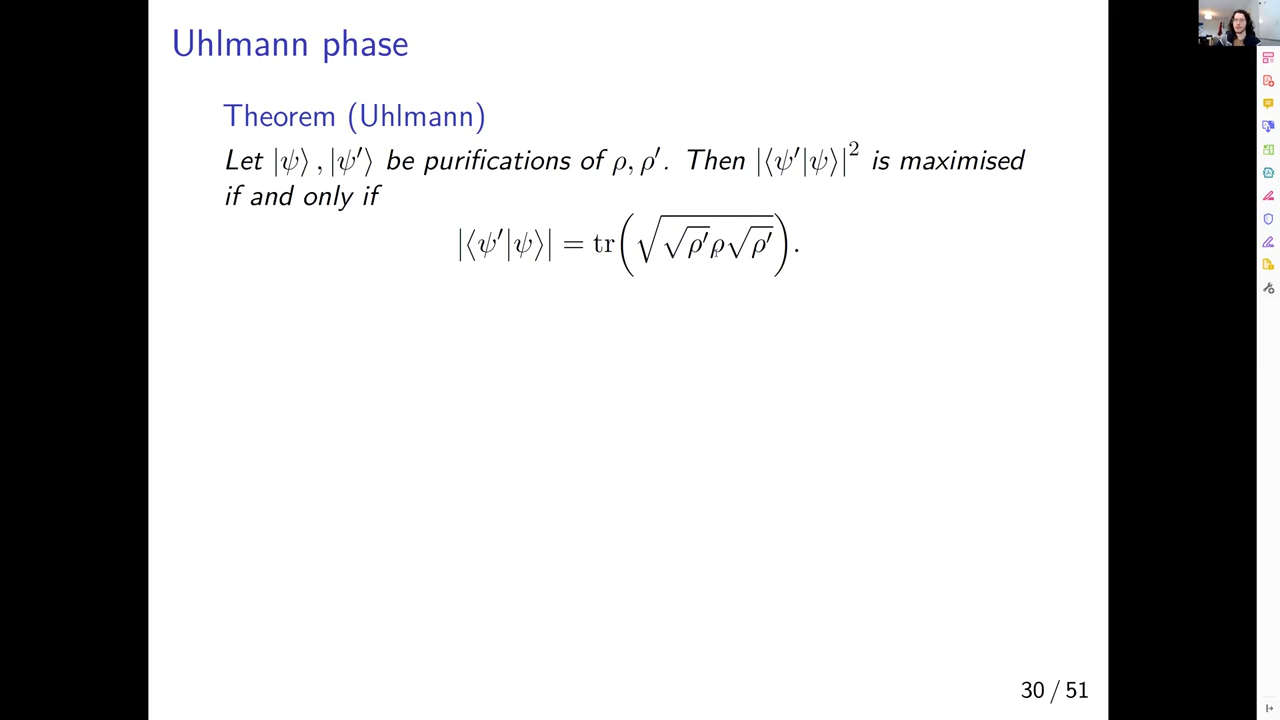 Uhlmann phase
Theorem (Uhlmann)
Let |ψ⟩ , |ψ′⟩ be purifications of ρ, ρ′. Then |⟨ψ′|ψ⟩|² is maximised
if and only if
|⟨ψ′|ψ⟩| = tr(√(√ρ′ρ√ρ′)).
30 / 51